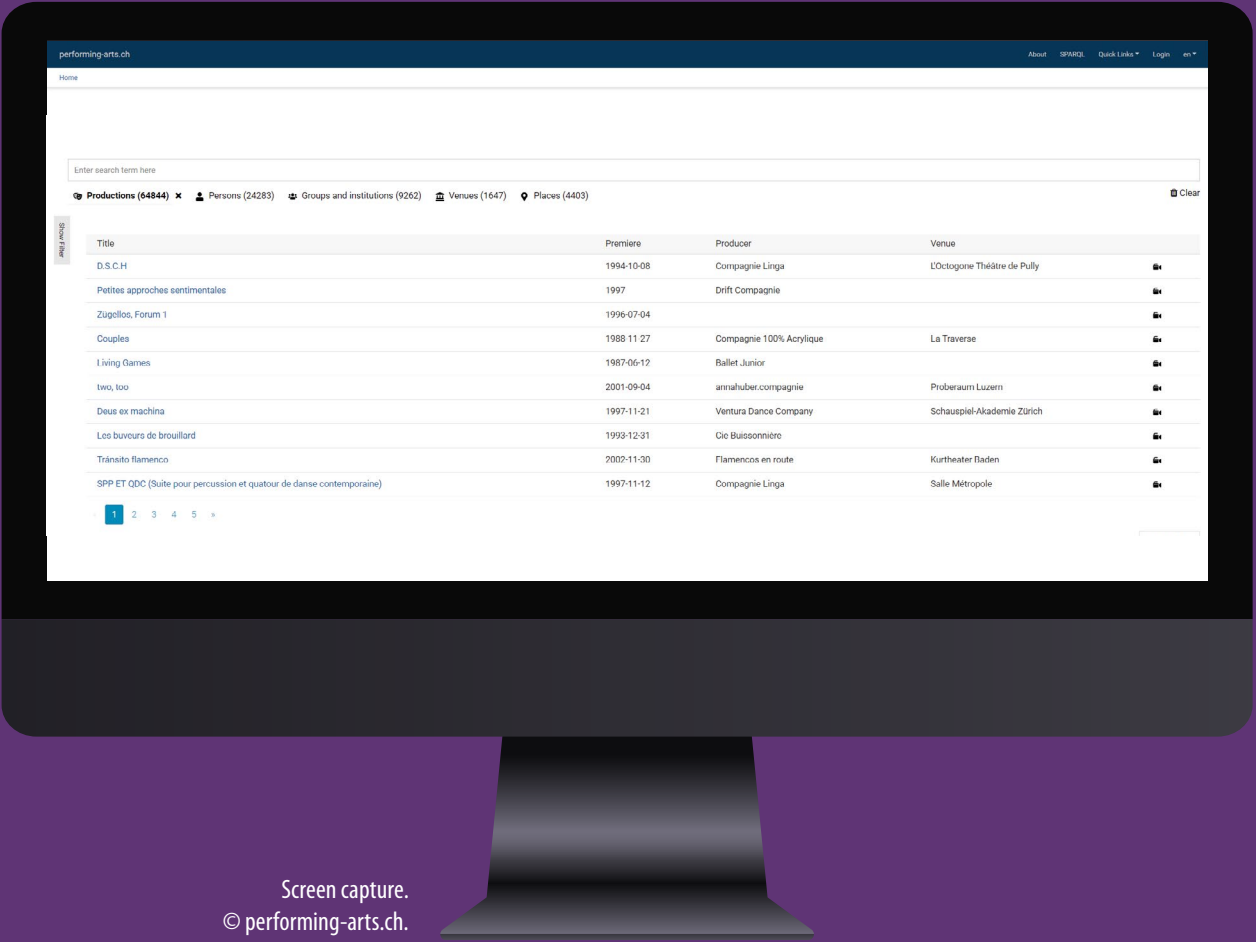 performing-arts.ch About SPARQL Quick Links Login en
Home
Enter search term here
Productions (64844) × Persons (24283) Groups and institutions (9262) Venues (1647) Places (4403) Clear
Show Filter
Title Premiere Producer Venue
D.S.C.H 1994-10-08 Compagnie Linga L'Octogone Théâtre de Pully
Petites approches sentimentales 1997 Drift Compagnie
Zügellos, Forum 1 1996-07-04
Couples 1988-11-27 Compagnie 100% Acrylique La Traverse
Living Games 1987-06-12 Ballet Junior
two, too 2001-09-04 annahuber.compagnie Proberaum Luzern
Deus ex machina 1997-11-21 Ventura Dance Company Schauspiel-Akademie Zürich
Les buveurs de brouillard 1993-12-31 Cie Buissonnière
Tránsito flamenco 2002-11-30 Flamencos en route Kurtheater Baden
SPP ET QDC (Suite pour percussion et quatour de danse contemporaine) 1997-11-12 Compagnie Linga Salle Métropole
1 2 3 4 5 »
Screen capture.
© performing-arts.ch.